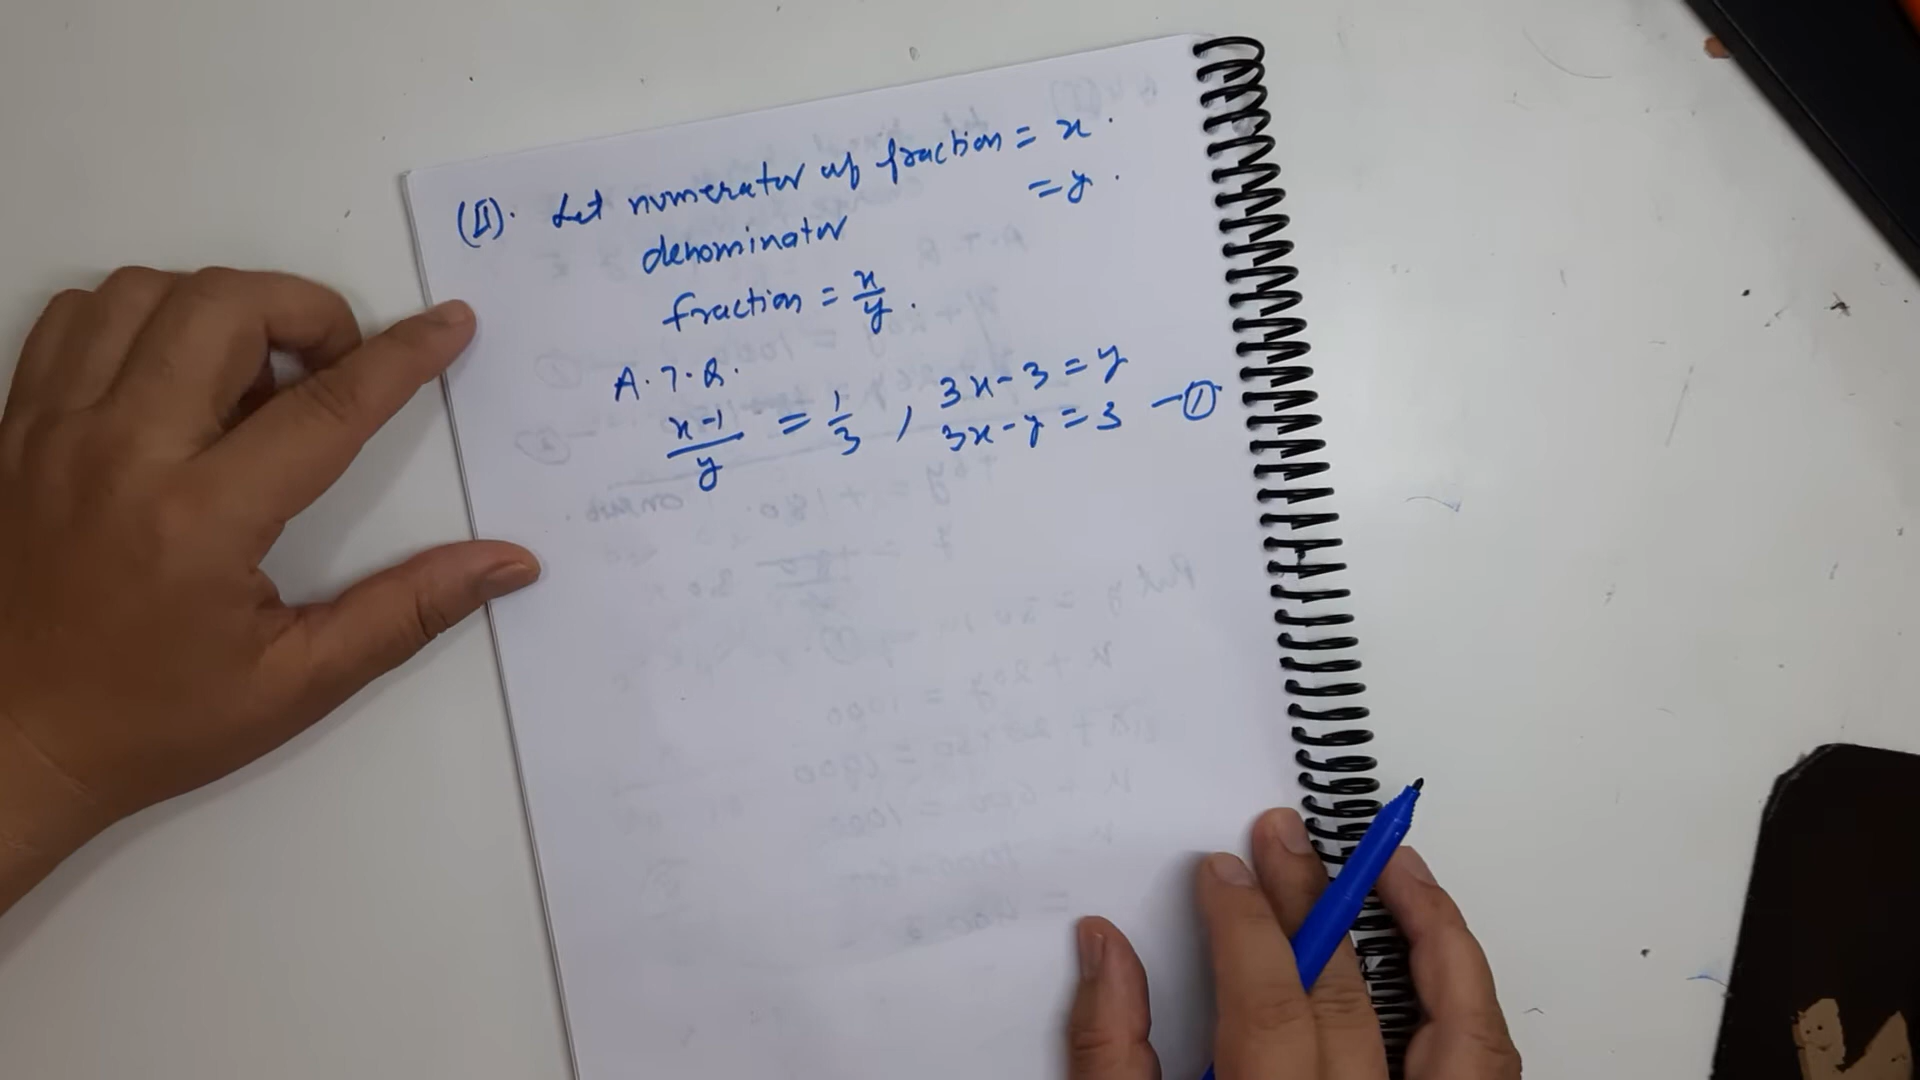 (II). Let numerator of fraction = x.
denominator = y.
fraction = x/y.
A.T.Q.
(x-1)/y = 1/3, 3x-3 = y
3x-y = 3 —①